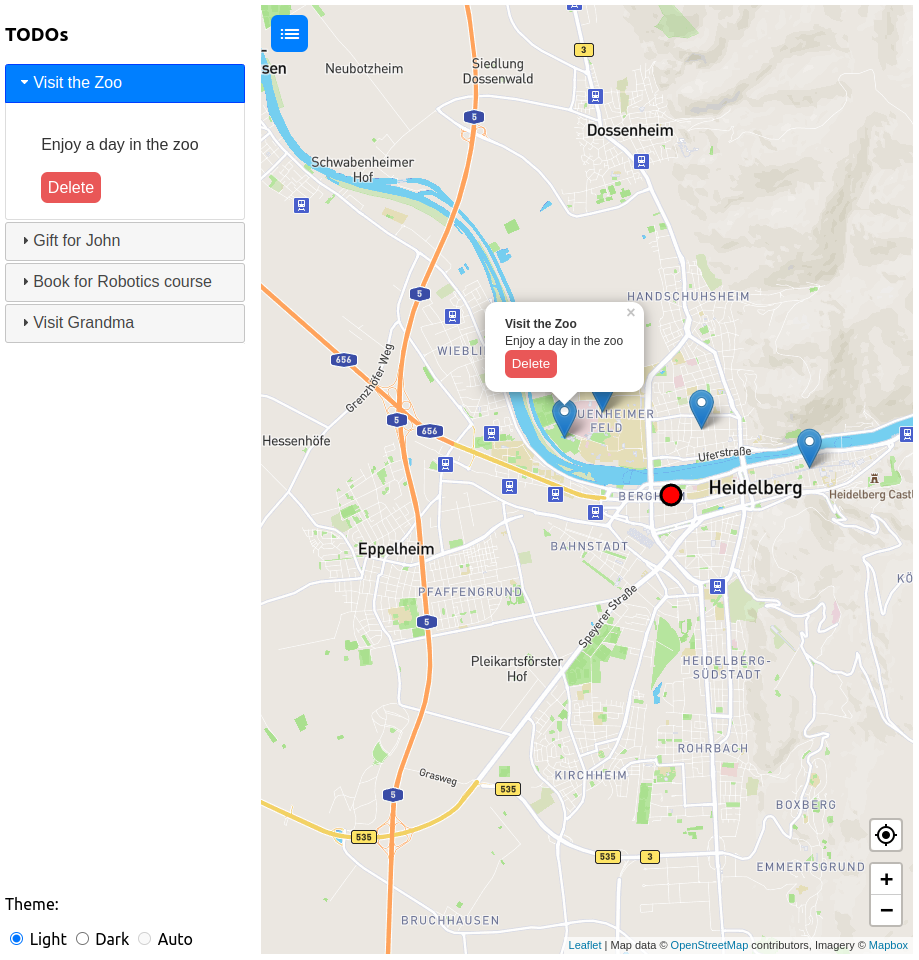 TODOs
Visit the Zoo
Enjoy a day in the zoo
Delete
Gift for John
Book for Robotics course
Visit Grandma
Theme:
Light Dark Auto
3
sen
Neubotzheim
Siedlung
Dossenwald
5
Dossenheim
Schwabenheimer
Hof
5
HANDSCHUHSHEIM
Visit the Zoo
×
Enjoy a day in the zoo
Delete
WIEBLI
656
Grenzhöfer Weg
UENHEIMER
FELD
5
656
Hessenhöfe
Uferstraße
Heidelberg
BERGH
Heidelberg Castl
Eppelheim
BAHNSTADT
KÖ
PFAFFENGRUND
5
Speyerer Straße
Pleikartsförster
Hof
HEIDELBERG-
SÜDSTADT
ROHRBACH
Grasweg
KIRCHHEIM
535
5
BOXBERG
535
535
3
EMMERTSGRUND
+
−
BRUCHHAUSEN
Leaflet | Map data © OpenStreetMap contributors, Imagery © Mapbox